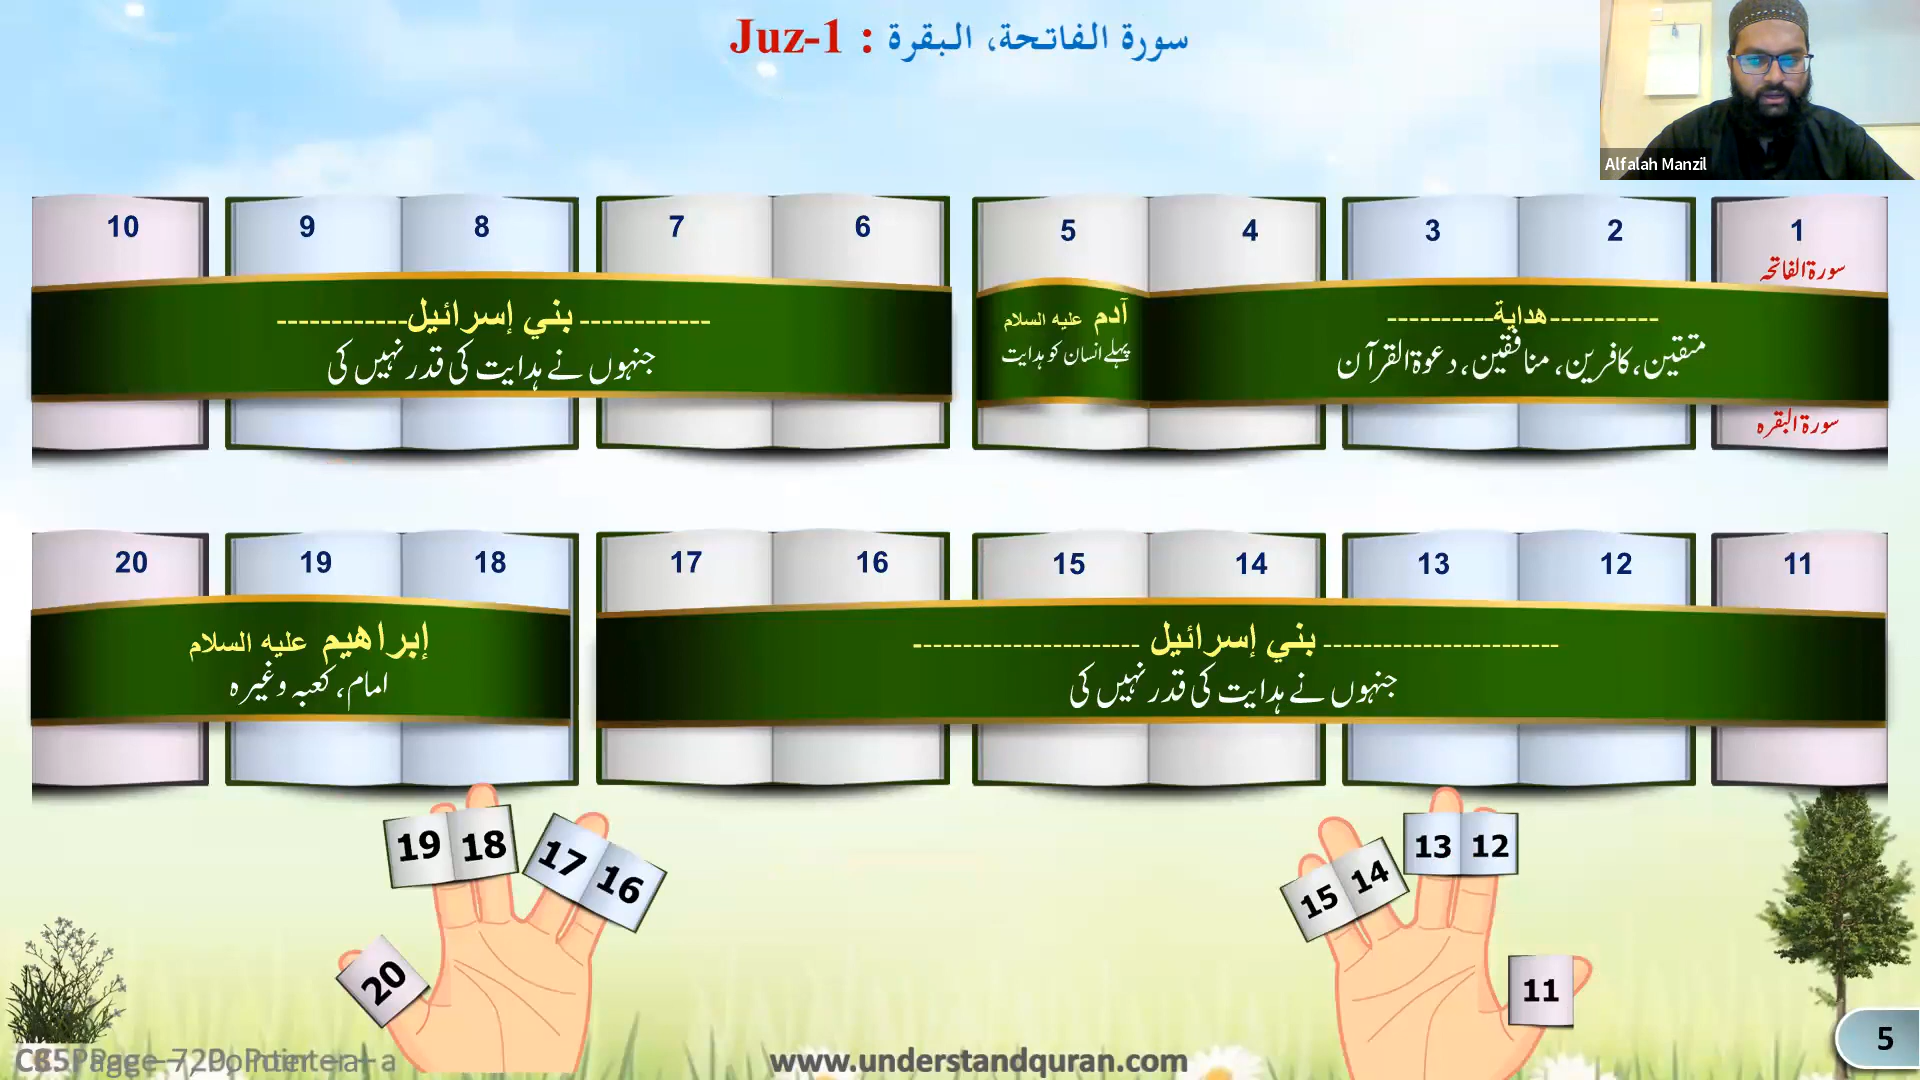 Juz-1 : سورة الفاتحة، البقرة
Alfalah Manzil
1
2
3
4
5
6
7
8
9
10
سورۃ الفاتحہ
----------هداية----------
متقین، کافرین، منافقین، دعوۃ القرآن
آدم عليه السلام
پہلے انسان کو ہدایت
------------بني إسرائيل------------
جنہوں نے ہدایت کی قدر نہیں کی
سورۃ البقرہ
11
12
13
14
15
16
17
18
19
20
------------------------ بني إسرائيل ------------------------
جنہوں نے ہدایت کی قدر نہیں کی
إبراهيم عليه السلام
امام، کعبہ وغیرہ
19 18
17 16
20
13 12
15 14
11
www.understandquran.com
5